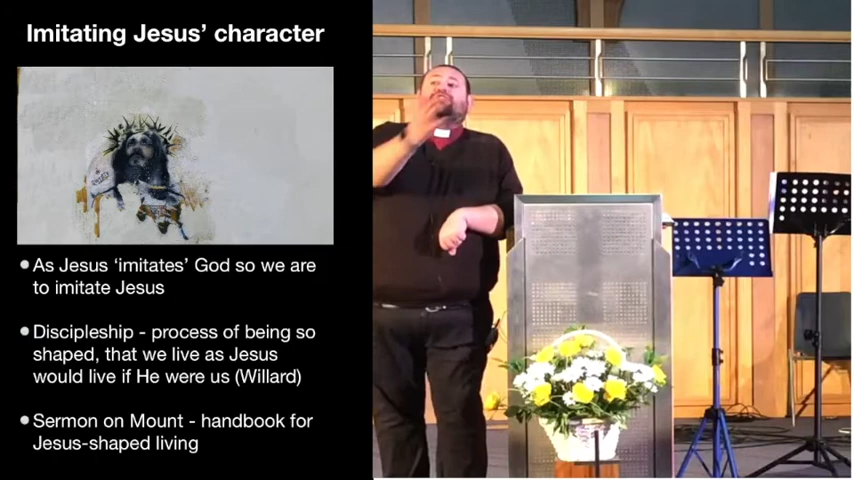 Imitating Jesus’ character
As Jesus ‘imitates’ God so we are
to imitate Jesus
Discipleship - process of being so
shaped, that we live as Jesus
would live if He were us (Willard)
Sermon on Mount - handbook for
Jesus-shaped living